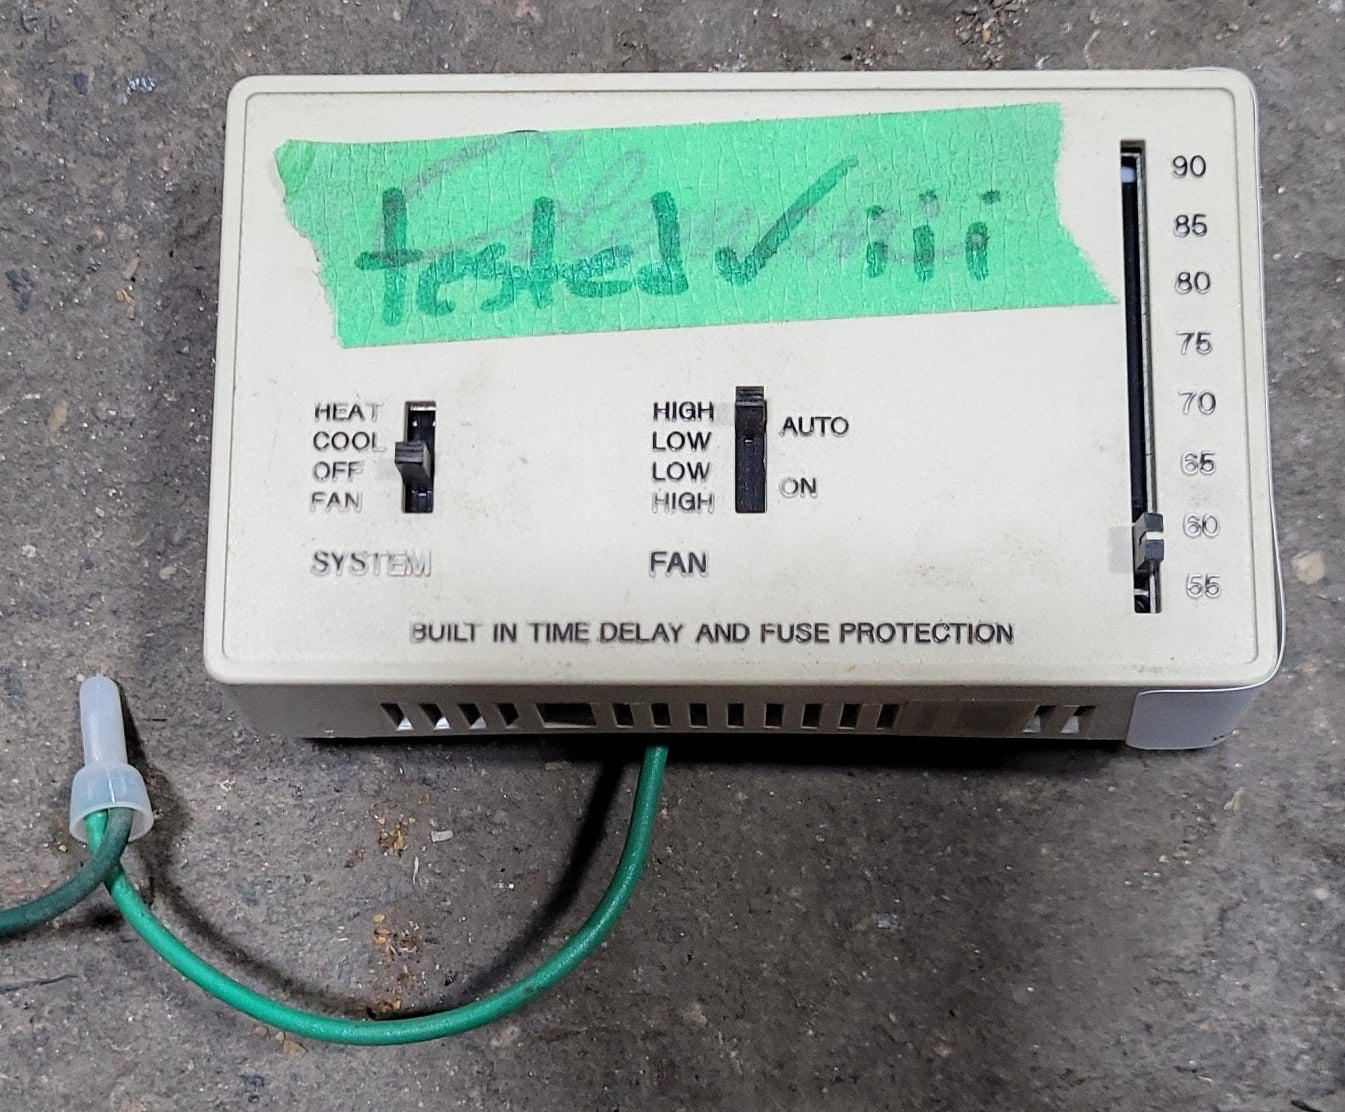 tested ✓ iii
90
85
80
75
70
65
60
55
HEAT
COOL
OFF
FAN
SYSTEM
HIGH
LOW
LOW
HIGH
AUTO
ON
FAN
BUILT IN TIME DELAY AND FUSE PROTECTION